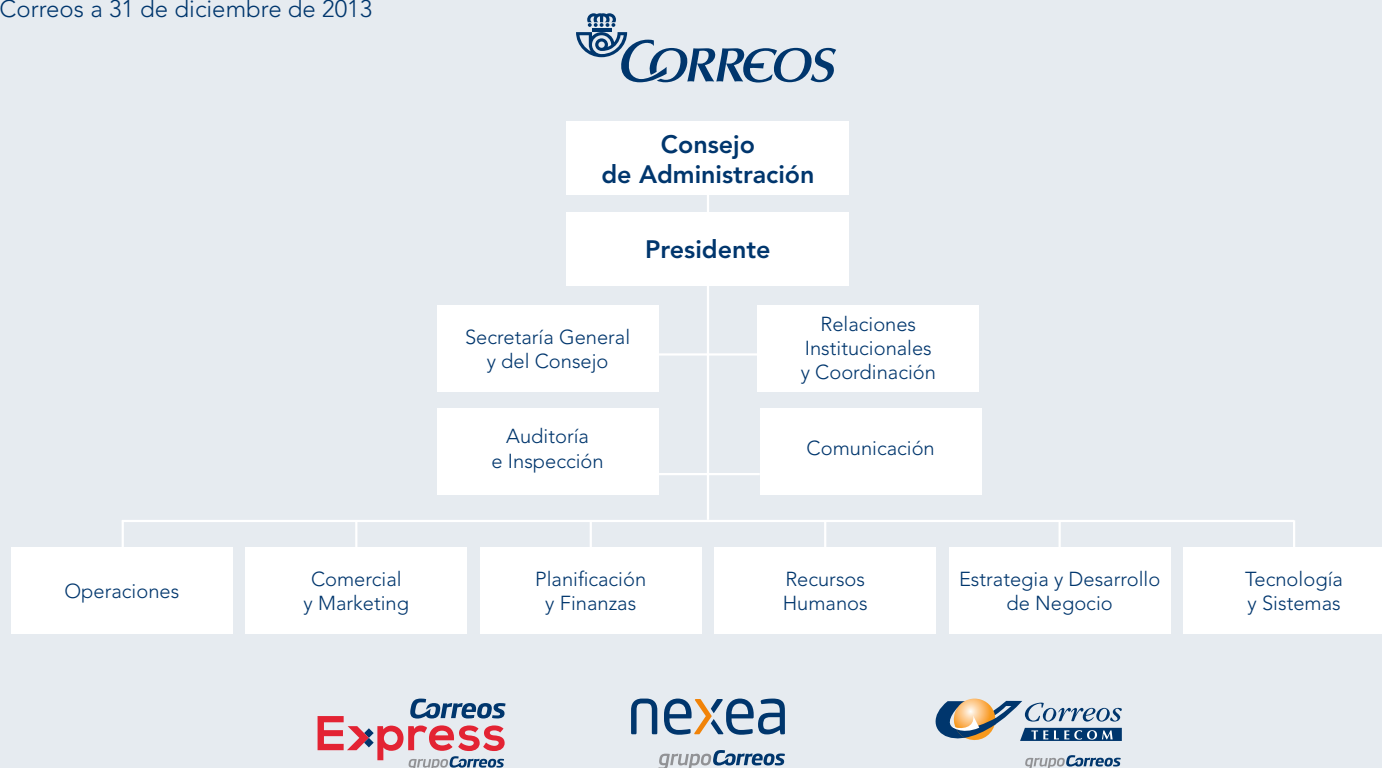 Correos a 31 de diciembre de 2013
CORREOS
Consejo
de Administración
Presidente
Secretaría General
y del Consejo
Relaciones
Institucionales
y Coordinación
Auditoría
e Inspección
Comunicación
Operaciones
Comercial
y Marketing
Planificación
y Finanzas
Recursos
Humanos
Estrategia y Desarrollo
de Negocio
Tecnología
y Sistemas
Correos
Express
grupoCorreos
nexea
grupoCorreos
Correos
TELECOM
grupoCorreos